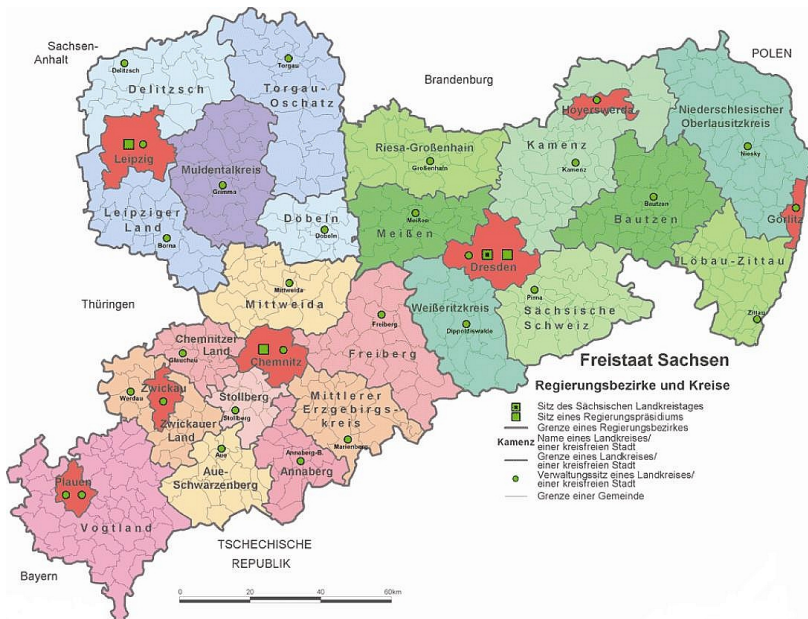 Sachsen-
Anhalt
Brandenburg
POLEN
Delitzsch
Delitzsch
Torgau
Torgau-
Oschatz
Leipzig
Muldentalkreis
Grimma
Leipziger
Land
Borna
Döbeln
Döbeln
Riesa-Großenhain
Großenhain
Meißen
Meißen
Dresden
Kamenz
Kamenz
Hoyerswerda
Niederschlesischer
Oberlausitzkreis
Niesky
Bautzen
Bautzen
Görlitz
Löbau-Zittau
Zittau
Pirna
Sächsische
Schweiz
Weißeritzkreis
Dippoldiswalde
Thüringen
Mittweida
Mittweida
Freiberg
Freiberg
Chemnitzer
Land
Glauchau
Chemnitz
Zwickau
Werdau
Zwickauer
Land
Stollberg
Stollberg
Mittlerer
Erzgebirgs-
kreis
Marienberg
Aue
Aue-
Schwarzenberg
Annaberg-B.
Annaberg
Plauen
Vogtland
Bayern
TSCHECHISCHE
REPUBLIK
0 20 40 60km
Freistaat Sachsen
Regierungsbezirke und Kreise
Sitz des Sächsischen Landkreistages
Sitz eines Regierungspräsidiums
Grenze eines Regierungsbezirkes
Kamenz Name eines Landkreises/
einer kreisfreien Stadt
Grenze eines Landkreises/
einer kreisfreien Stadt
Verwaltungssitz eines Landkreises/
einer kreisfreien Stadt
Grenze einer Gemeinde